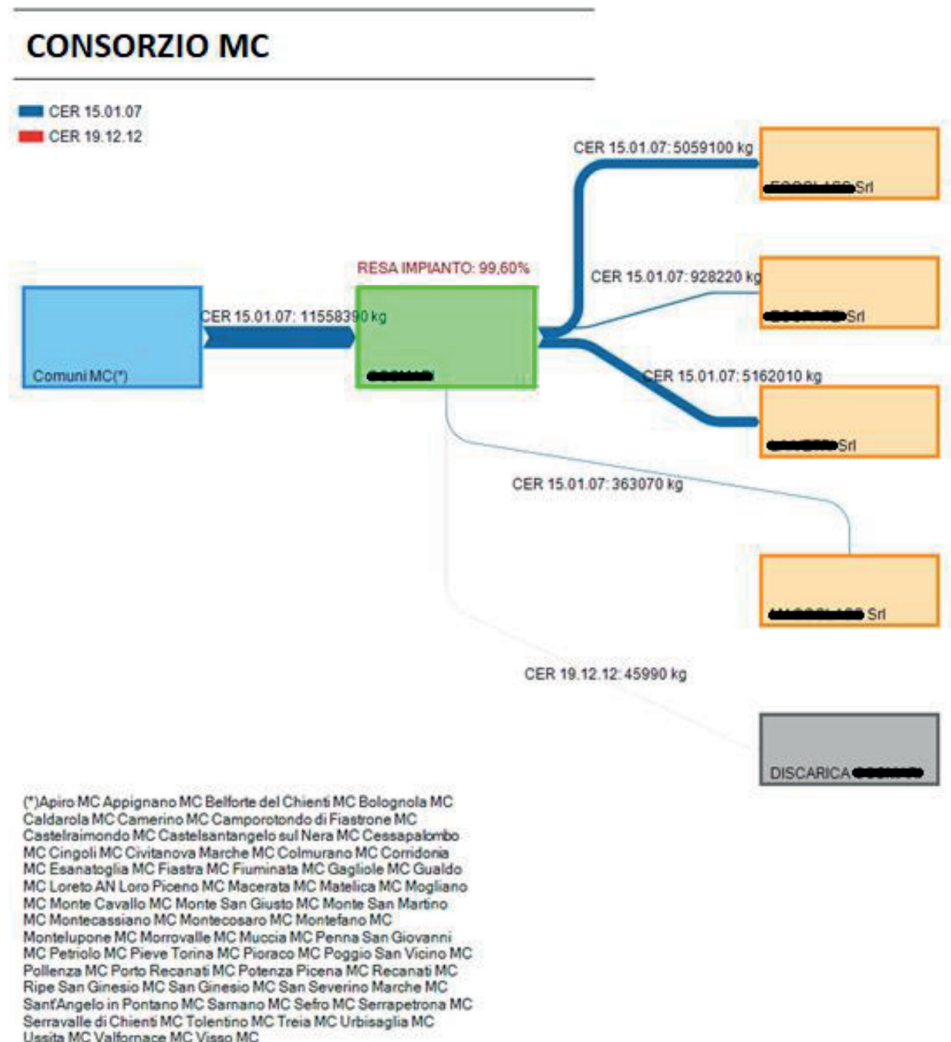 CONSORZIO MC
CER 15.01.07
CER 19.12.12
CER 15.01.07: 5059100 kg
Srl
RESA IMPIANTO: 99,60%
CER 15.01.07: 928220 kg
Srl
CER 15.01.07: 11558390 kg
Comuni MC(*)
CER 15.01.07: 5162010 kg
Srl
CER 15.01.07: 363070 kg
Srl
CER 19.12.12: 45990 kg
DISCARICA
(*)Apiro MC Appignano MC Belforte del Chienti MC Bolognola MC
Caldarola MC Camerino MC Camporotondo di Fiastrone MC
Castelraimondo MC Castelsantangelo sul Nera MC Cessapalombo
MC Cingoli MC Civitanova Marche MC Colmurano MC Corridonia
MC Esanatoglia MC Fiastra MC Fiuminata MC Gagliole MC Gualdo
MC Loreto AN Loro Piceno MC Macerata MC Matelica MC Mogliano
MC Monte Cavallo MC Monte San Giusto MC Monte San Martino
MC Montecassiano MC Montecosaro MC Montefano MC
Montelupone MC Morrovalle MC Muccia MC Penna San Giovanni
MC Petriolo MC Pieve Torina MC Pioraco MC Poggio San Vicino MC
Pollenza MC Porto Recanati MC Potenza Picena MC Recanati MC
Ripe San Ginesio MC San Ginesio MC San Severino Marche MC
Sant'Angelo in Pontano MC Sarnano MC Sefro MC Serrapetrona MC
Serravalle di Chienti MC Tolentino MC Treia MC Urbisaglia MC
Ussita MC Valfornace MC Visso MC